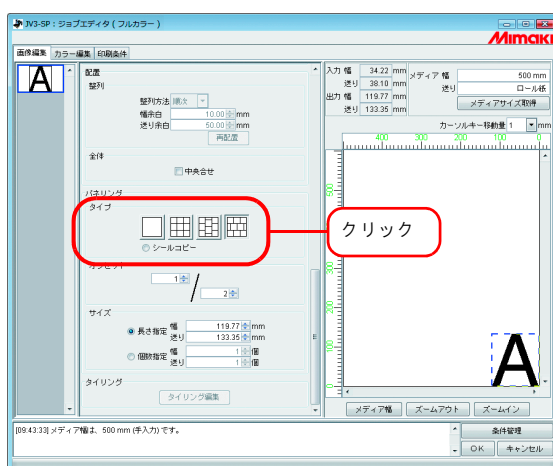 JV3-SP : ジョブエディタ ( フルカラー )
Mimaki
画像編集 カラー編集 印刷条件
A
配置
整列
整列方法 順次
幅余白 10.00 mm
送り余白 50.00 mm
再配置
全体
中央合せ
パネリング
タイプ
シールコピー
オフセット
1 / 2
サイズ
長さ指定 幅 119.77 mm
送り 133.35 mm
個数指定 幅 1 個
送り 1 個
タイリング
タイリング編集
入力 幅 34.22 mm
送り 38.10 mm
出力 幅 119.77 mm
送り 133.35 mm
メディア 幅 500 mm
送り ロール紙
メディアサイズ取得
カーソルキー移動量 1 mm
400 300 200 100 0
クリック
A
メディア幅 ズームアウト ズームイン
[09:43:33] メディア幅は、500 mm (手入力) です。
条件管理
OK キャンセル